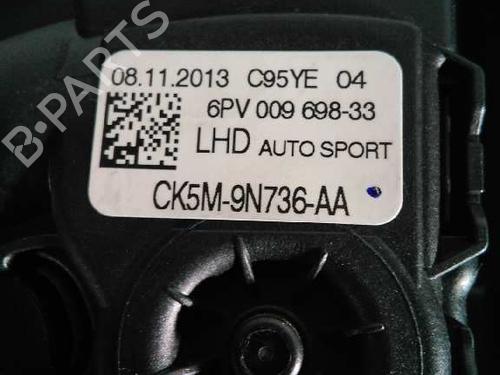 08.11.2013 C95YE 04
6PV 009 698-33
LHD AUTO SPORT
CK5M-9N736-AA
B-PARTS